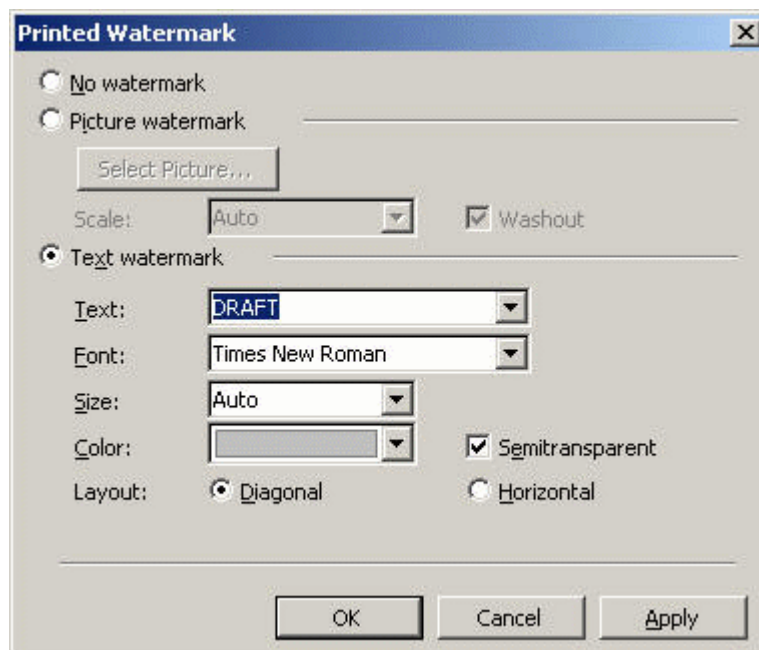 Printed Watermark
No watermark
Picture watermark
Select Picture...
Scale: Auto Washout
Text watermark
Text: DRAFT
Font: Times New Roman
Size: Auto
Color: Semitransparent
Layout: Diagonal Horizontal
OK Cancel Apply